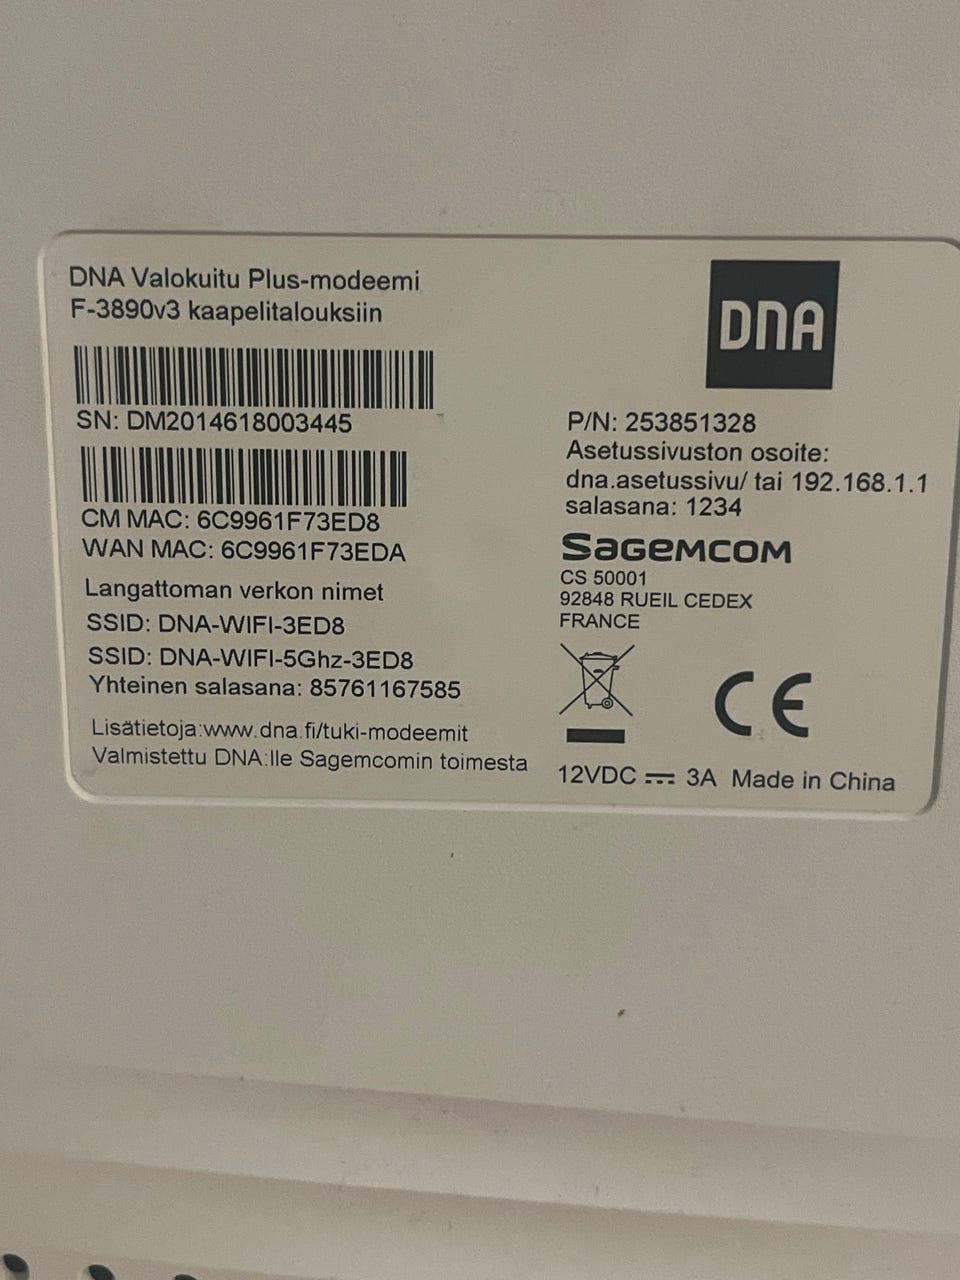 DNA Valokuitu Plus-modeemi
F-3890v3 kaapelitalouksiin
DNA
SN: DM2014618003445
CM MAC: 6C9961F73ED8
WAN MAC: 6C9961F73EDA
Langattoman verkon nimet
SSID: DNA-WIFI-3ED8
SSID: DNA-WIFI-5Ghz-3ED8
Yhteinen salasana: 85761167585
Lisätietoja:www.dna.fi/tuki-modeemit
Valmistettu DNA:lle Sagemcomin toimesta
P/N: 253851328
Asetussivuston osoite:
dna.asetussivu/ tai 192.168.1.1
salasana: 1234
SAGEMCOM
CS 50001
92848 RUEIL CEDEX
FRANCE
CE
12VDC ⎓ 3A Made in China